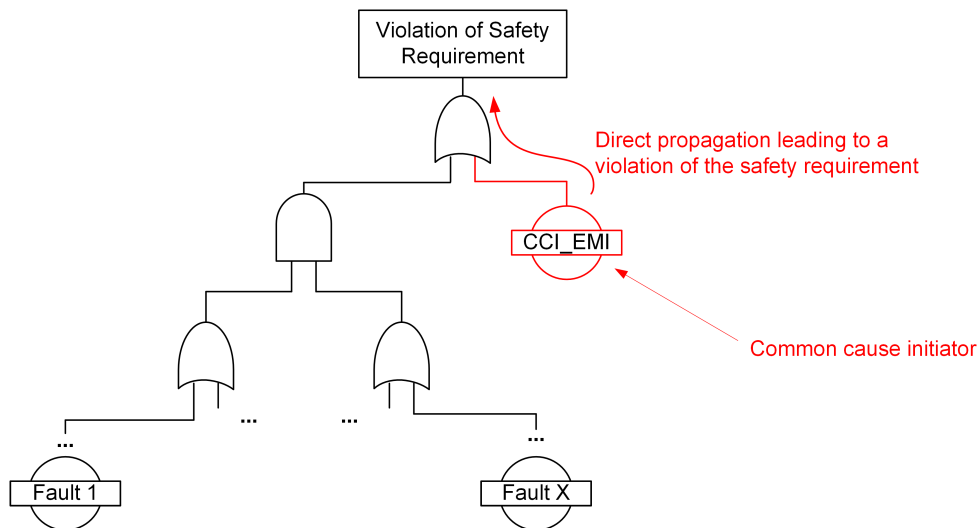 Violation of Safety
Requirement
Direct propagation leading to a
violation of the safety requirement
CCI_EMI
Common cause initiator
...
...
...
...
Fault 1
Fault X